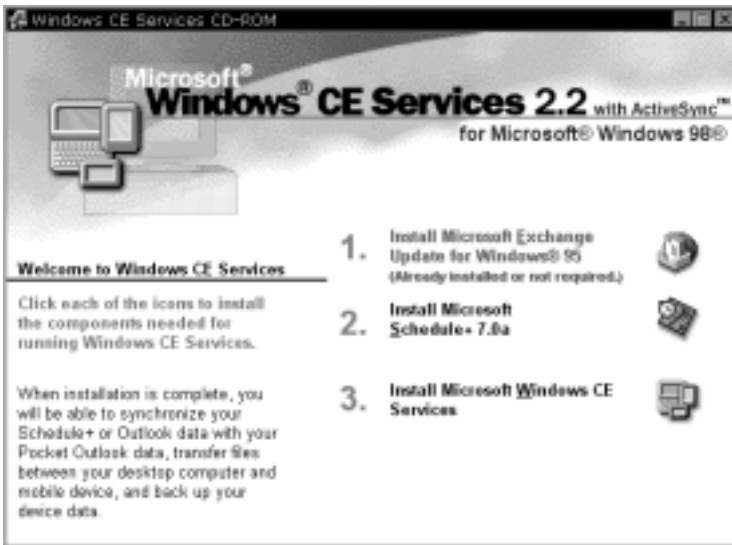 Windows CE Services CD-ROM
Microsoft®
Windows® CE Services 2.2 with ActiveSync™
for Microsoft® Windows 98®
Welcome to Windows CE Services
Click each of the icons to install
the components needed for
running Windows CE Services.
When installation is complete, you
will be able to synchronize your
Schedule+ or Outlook data with your
Pocket Outlook data, transfer files
between your desktop computer and
mobile device, and back up your
device data.
1. Install Microsoft Exchange
Update for Windows® 95
(Already installed or not required.)
2. Install Microsoft
Schedule+ 7.0a
3. Install Microsoft Windows CE
Services